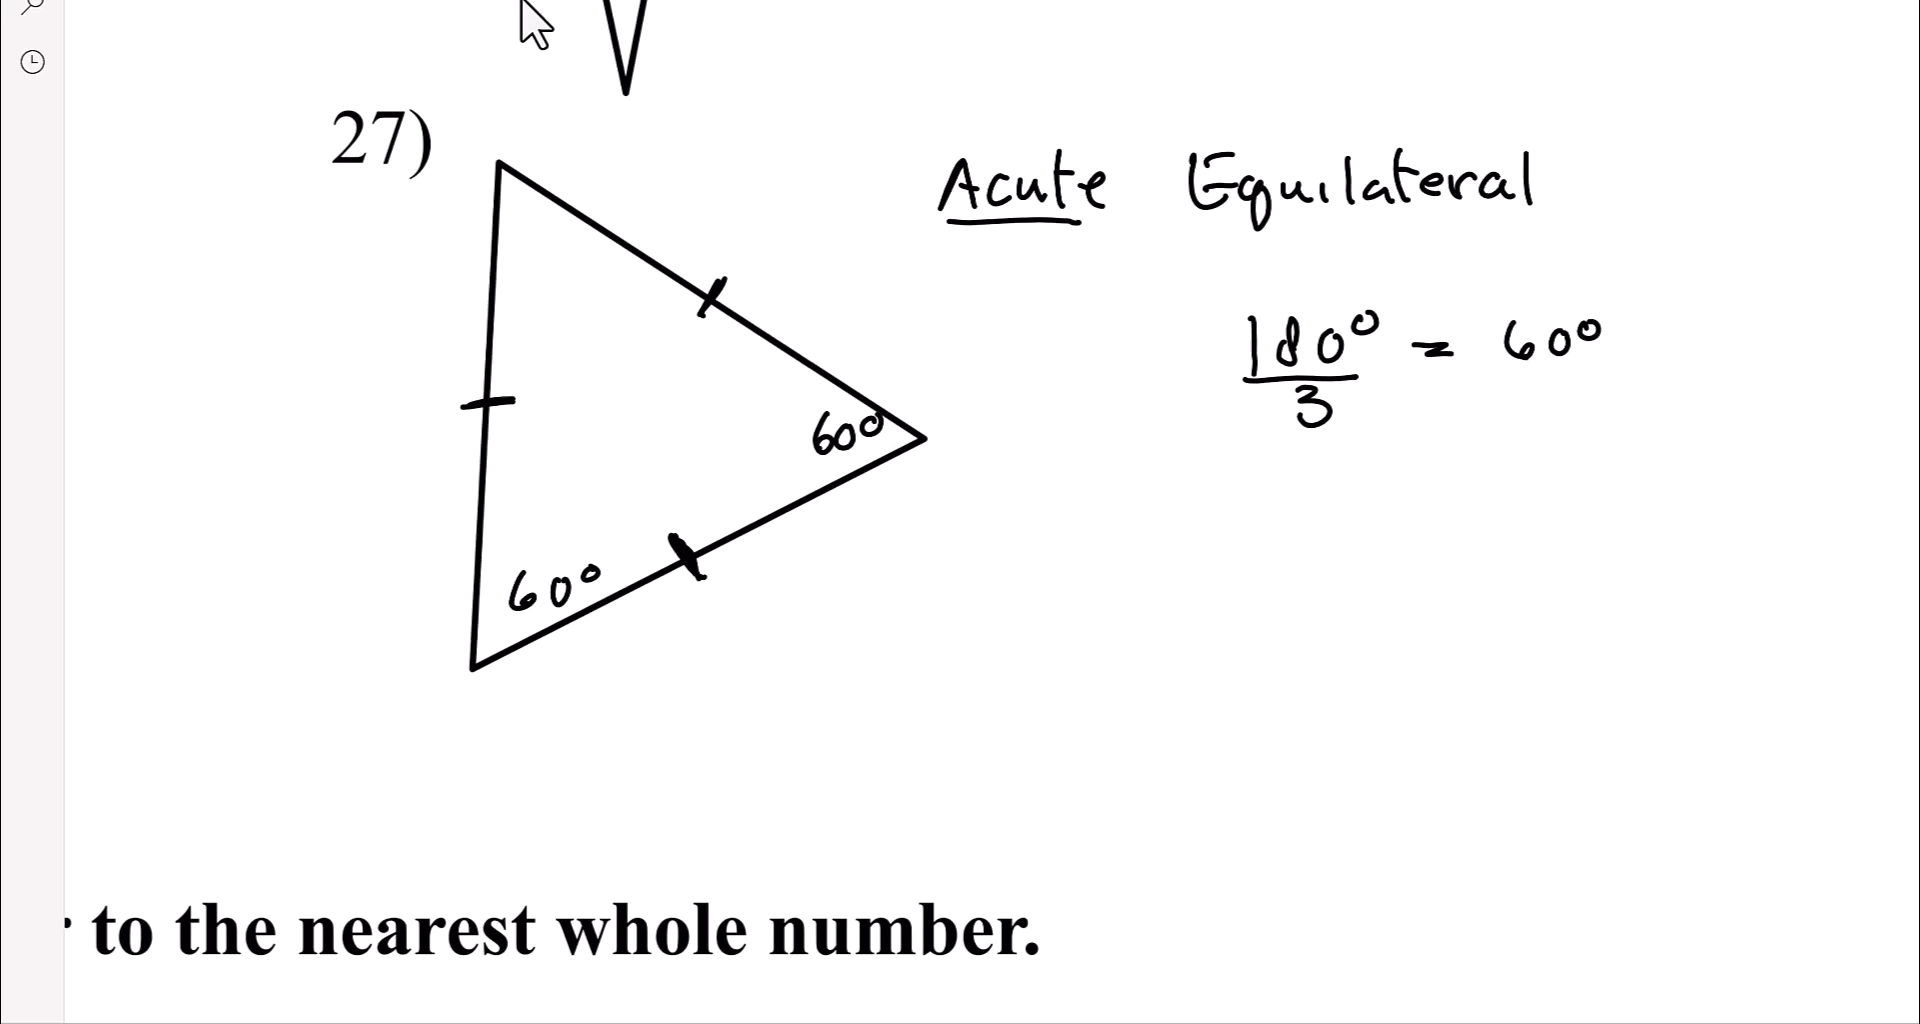 27)
Acute Equilateral
180° = 60°
3
60°
60°
to the nearest whole number.